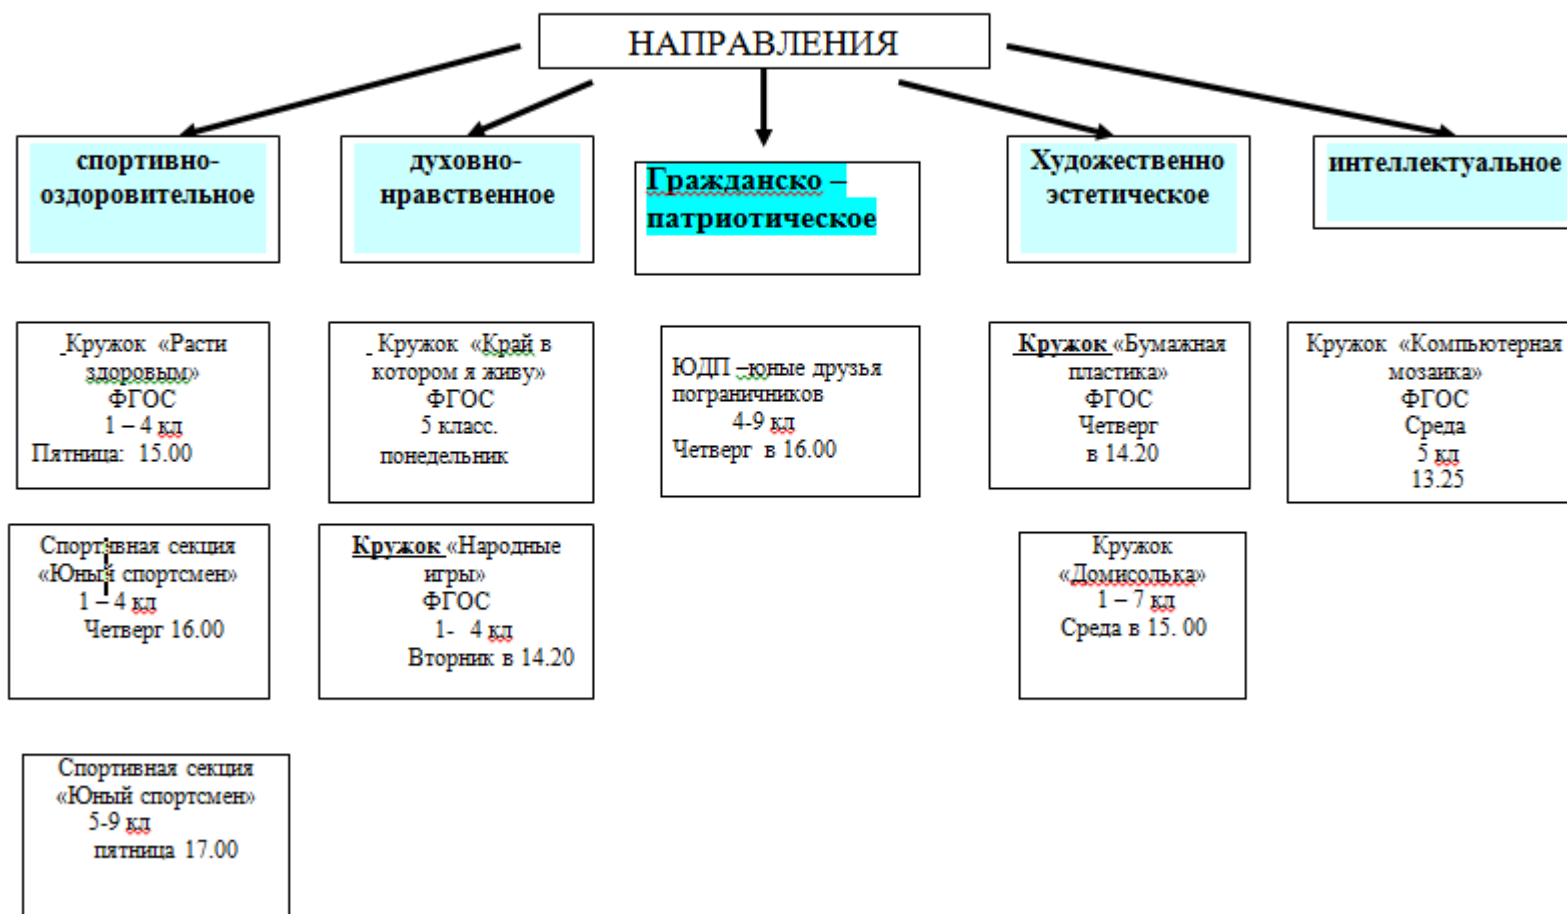 НАПРАВЛЕНИЯ
спортивно-
оздоровительное
духовно-
нравственное
Гражданско –
патриотическое
Художественно
эстетическое
интеллектуальное
Кружок «Расти
здоровым»
ФГОС
1 – 4 кл
Пятница: 15.00
Кружок «Край в
котором я живу»
ФГОС
5 класс.
понедельник
ЮДП –юные друзья
пограничников
4-9 кл
Четверг в 16.00
Кружок «Бумажная
пластика»
ФГОС
Четверг
в 14.20
Кружок «Компьютерная
мозаика»
ФГОС
Среда
5 кл
13.25
Спортивная секция
«Юный спортсмен»
1 – 4 кл
Четверг 16.00
Кружок «Народные
игры»
ФГОС
1- 4 кл
Вторник в 14.20
Кружок
«Домисолька»
1 – 7 кл
Среда в 15. 00
Спортивная секция
«Юный спортсмен»
5-9 кл
пятница 17.00